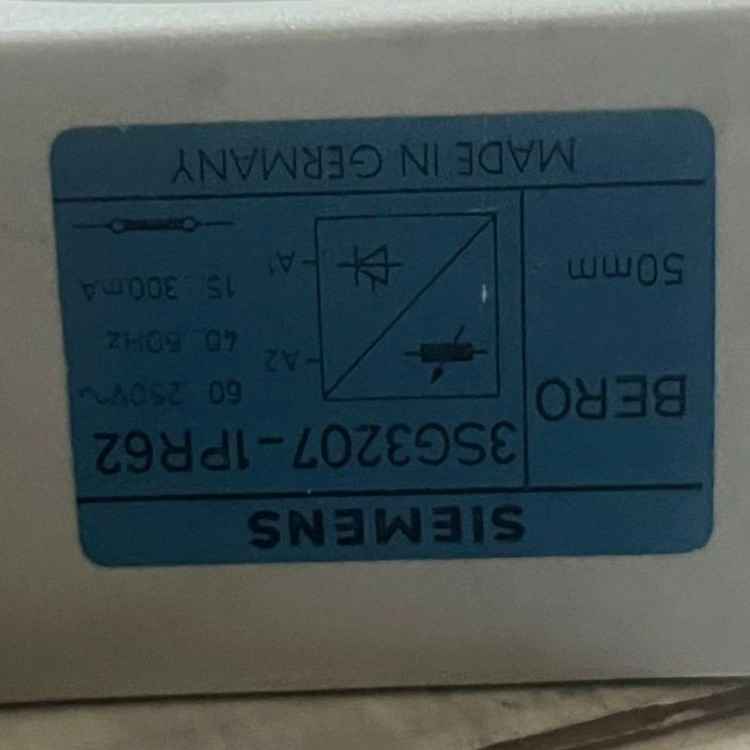 SIEMENS
BERO
50mm
3SG3207-1PR62
60...250V~
40...60Hz
15...300mA
A2
A1
MADE IN GERMANY